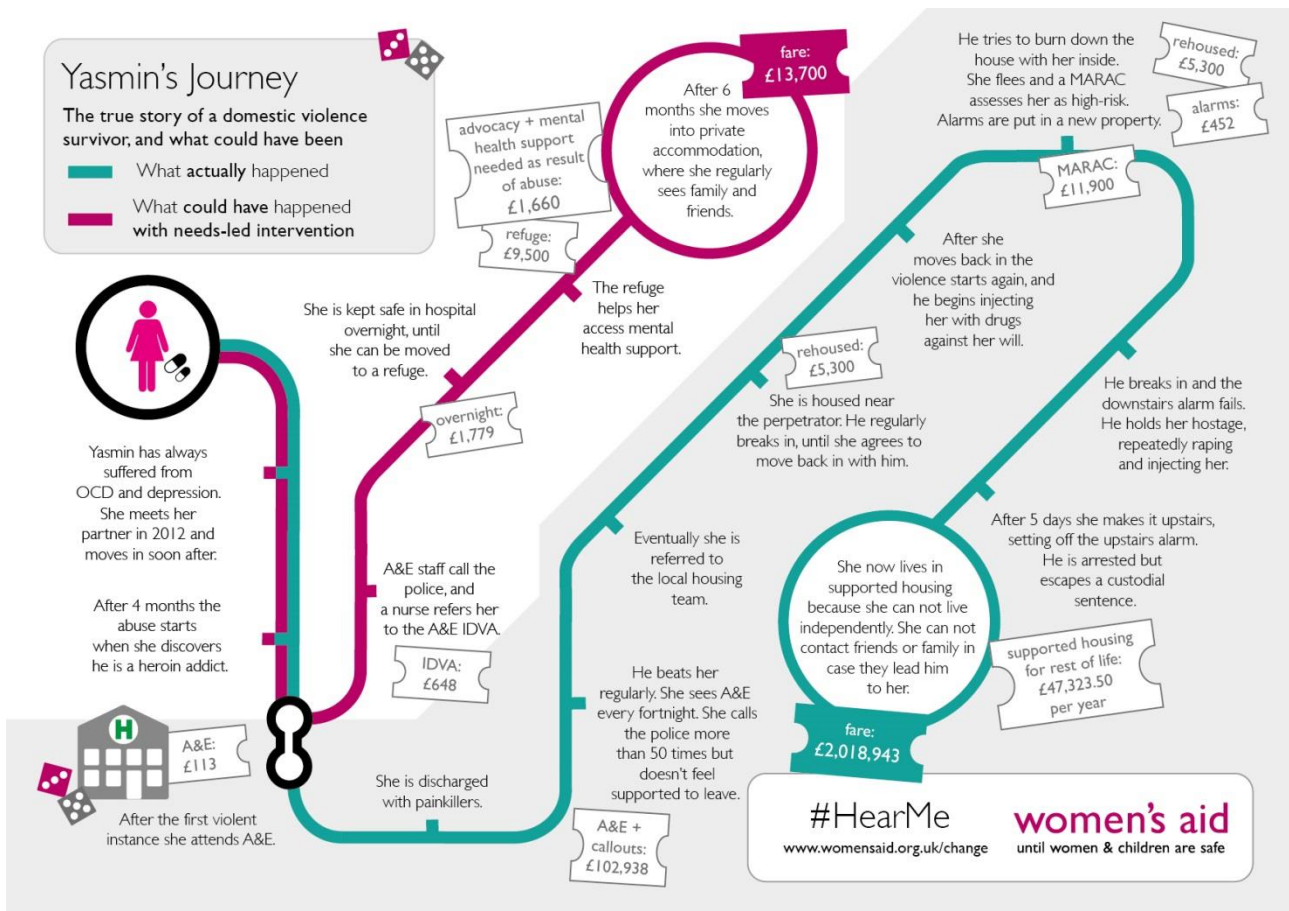 Yasmin's Journey
The true story of a domestic violence
survivor, and what could have been
What actually happened
What could have happened
with needs-led intervention
Yasmin has always
suffered from
OCD and depression.
She meets her
partner in 2012 and
moves in soon after.
After 4 months the
abuse starts
when she discovers
he is a heroin addict.
H
A&E:
£113
After the first violent
instance she attends A&E.
A&E staff call the
police, and
a nurse refers her
to the A&E IDVA.
IDVA:
£648
She is kept safe in hospital
overnight, until
she can be moved
to a refuge.
overnight:
£1,779
The refuge
helps her
access mental
health support.
advocacy + mental
health support
needed as result
of abuse:
£1,660
refuge:
£9,500
After 6
months she moves
into private
accommodation,
where she regularly
sees family and
friends.
fare:
£13,700
She is discharged
with painkillers.
He beats her
regularly. She sees A&E
every fortnight. She calls
the police more
than 50 times but
doesn't feel
supported to leave.
A&E +
callouts:
£102,938
Eventually she is
referred to
the local housing
team.
rehoused:
£5,300
She is housed near
the perpetrator. He regularly
breaks in, until she agrees to
move back in with him.
After she
moves back in the
violence starts again, and
he begins injecting
her with drugs
against her will.
He tries to burn down the
house with her inside.
She flees and a MARAC
assesses her as high-risk.
Alarms are put in a new property.
rehoused:
£5,300
alarms:
£452
MARAC:
£11,900
He breaks in and the
downstairs alarm fails.
He holds her hostage,
repeatedly raping
and injecting her.
After 5 days she makes it upstairs,
setting off the upstairs alarm.
He is arrested but
escapes a custodial
sentence.
supported housing
for rest of life:
£47,323.50
per year
She now lives in
supported housing
because she can not live
independently. She can not
contact friends or family in
case they lead him
to her.
fare:
£2,018,943
#HearMe
www.womensaid.org.uk/change
women's aid
until women & children are safe